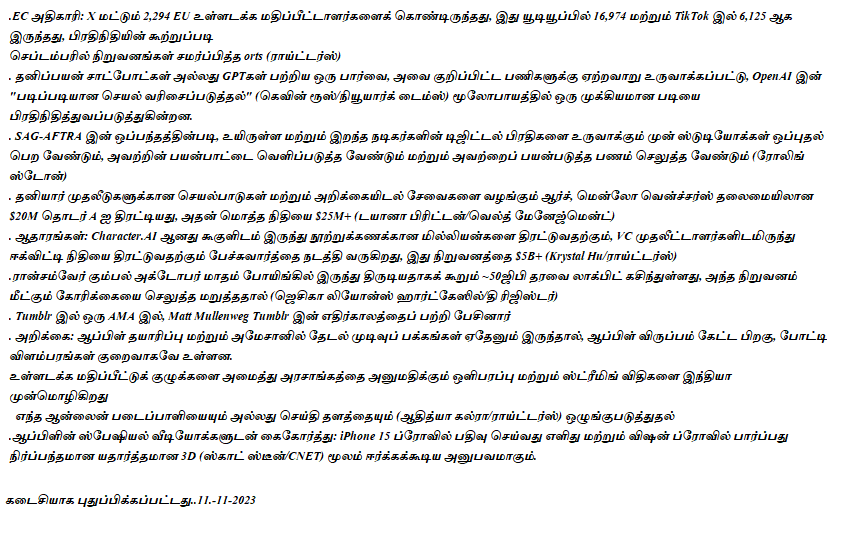 .EC அதிகாரி: X மட்டும் 2,294 EU உள்ளடக்க மதிப்பீட்டாளர்களைக் கொண்டிருந்தது, இது யூடியூப்பில் 16,974 மற்றும் TikTok இல் 6,125 ஆக
இருந்தது, பிரதிநிதியின் கூற்றுப்படி
செப்டம்பரில் நிறுவனங்கள் சமர்ப்பித்த orts (ராய்ட்டர்ஸ்)
. தனிப்பயன் சாட்போட்கள் அல்லது GPTகள் பற்றிய ஒரு பார்வை, அவை குறிப்பிட்ட பணிகளுக்கு ஏற்றவாறு உருவாக்கப்பட்டு, OpenAI இன்
"படிப்படியான செயல் வரிசைப்படுத்தல்" (கெவின் ரூஸ்/நியூயார்க் டைம்ஸ்) மூலோபாயத்தில் ஒரு முக்கியமான படியை
பிரதிநிதித்துவப்படுத்துகின்றன.
. SAG-AFTRA இன் ஒப்பந்தத்தின்படி, உயிருள்ள மற்றும் இறந்த நடிகர்களின் டிஜிட்டல் பிரதிகளை உருவாக்கும் முன் ஸ்டுடியோக்கள் ஒப்புதல்
பெற வேண்டும், அவற்றின் பயன்பாட்டை வெளிப்படுத்த வேண்டும் மற்றும் அவற்றைப் பயன்படுத்த பணம் செலுத்த வேண்டும் (ரோலிங்
ஸ்டோன்)
. தனியார் முதலீடுகளுக்கான செயல்பாடுகள் மற்றும் அறிக்கையிடல் சேவைகளை வழங்கும் ஆர்ச், மென்லோ வென்ச்சர்ஸ் தலைமையிலான
$20M தொடர் A ஐ திரட்டியது, அதன் மொத்த நிதியை $25M+ (டயானா பிரிட்டன்/வெல்த் மேனேஜ்மென்ட்)
. ஆதாரங்கள்: Character.AI ஆனது கூகுளிடம் இருந்து நூற்றுக்கணக்கான மில்லியன்களை திரட்டுவதற்கும், VC முதலீட்டாளர்களிடமிருந்து
ஈக்விட்டி நிதியை திரட்டுவதற்கும் பேச்சுவார்த்தை நடத்தி வருகிறது, இது நிறுவனத்தை $5B+ (Krystal Hu/ராய்ட்டர்ஸ்)
.ரான்சம்வேர் கும்பல் அக்டோபர் மாதம் போயிங்கில் இருந்து திருடியதாகக் கூறும் ~50ஜிபி தரவை லாக்பிட் கசிந்துள்ளது, அந்த நிறுவனம்
மீட்கும் கோரிக்கையை செலுத்த மறுத்ததால் (ஜெசிகா லியோன்ஸ் ஹார்ட்கேஸில்/தி ரிஜிஸ்டர்)
. Tumblr இல் ஒரு AMA இல், Matt Mullenweg Tumblr இன் எதிர்காலத்தைப் பற்றி பேசினார்
. அறிக்கை: ஆப்பிள் தயாரிப்பு மற்றும் அமேசானில் தேடல் முடிவுப் பக்கங்கள் ஏதேனும் இருந்தால், ஆப்பிள் விருப்பம் கேட்ட பிறகு, போட்டி
விளம்பரங்கள் குறைவாகவே உள்ளன.
உள்ளடக்க மதிப்பீட்டுக் குழுக்களை அமைத்து அரசாங்கத்தை அனுமதிக்கும் ஒளிபரப்பு மற்றும் ஸ்ட்ரீமிங் விதிகளை இந்தியா
முன்மொழிகிறது
எந்த ஆன்லைன் படைப்பாளியையும் அல்லது செய்தி தளத்தையும் (ஆதித்யா கல்ரா/ராய்ட்டர்ஸ்) ஒழுங்குபடுத்துதல்
.ஆப்பிளின் ஸ்பேஷியல் வீடியோக்களுடன் கைகோர்த்து: iPhone 15 ப்ரோவில் பதிவு செய்வது எளிது மற்றும் விஷன் ப்ரோவில் பார்ப்பது
நிர்ப்பந்தமான யதார்த்தமான 3D (ஸ்காட் ஸ்டீன்/CNET) மூலம் ஈர்க்கக்கூடிய அனுபவமாகும்.
கடைசியாக புதுப்பிக்கப்பட்டது..11.-11-2023